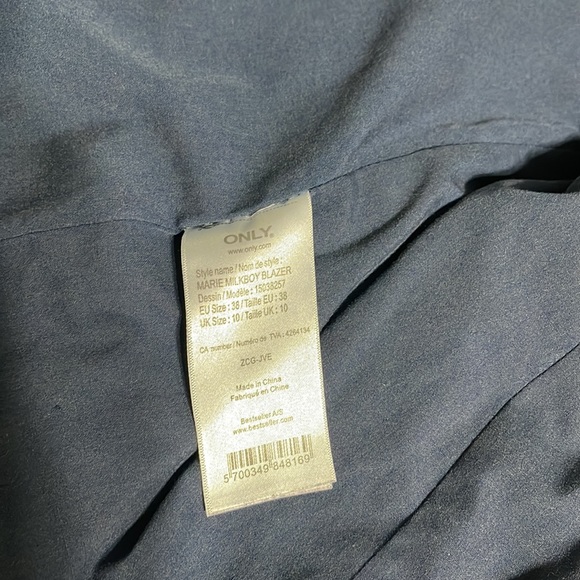 ONLY®
www.only.com
Style name / Nom de style :
MARIE MILKBOY BLAZER
Dessin / Modèle : 15038257
EU Size : 38 / Taille EU : 38
UK Size : 10 / Taille UK : 10
CA number / Numéro de TVA : 4264134
ZCG-JVE
Made in China
Fabriqué en Chine
Bestseller A/S
www.bestseller.com
5 700349 848169